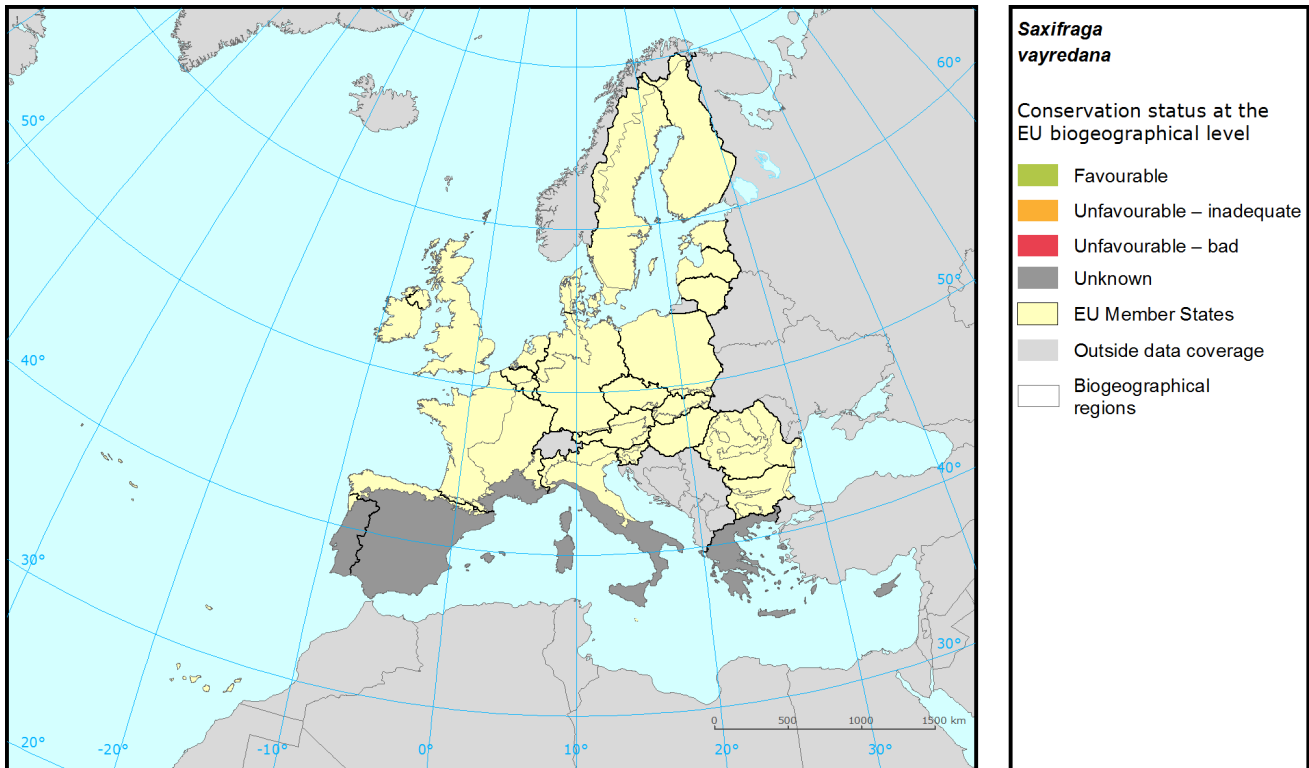 60°
50°
50°
40°
40°
30°
30°
20°
-20°
-10°
0°
10°
20°
30°
0 500 1000 1500 km
Saxifraga
vayredana
Conservation status at the
EU biogeographical level
Favourable
Unfavourable – inadequate
Unfavourable – bad
Unknown
EU Member States
Outside data coverage
Biogeographical
regions